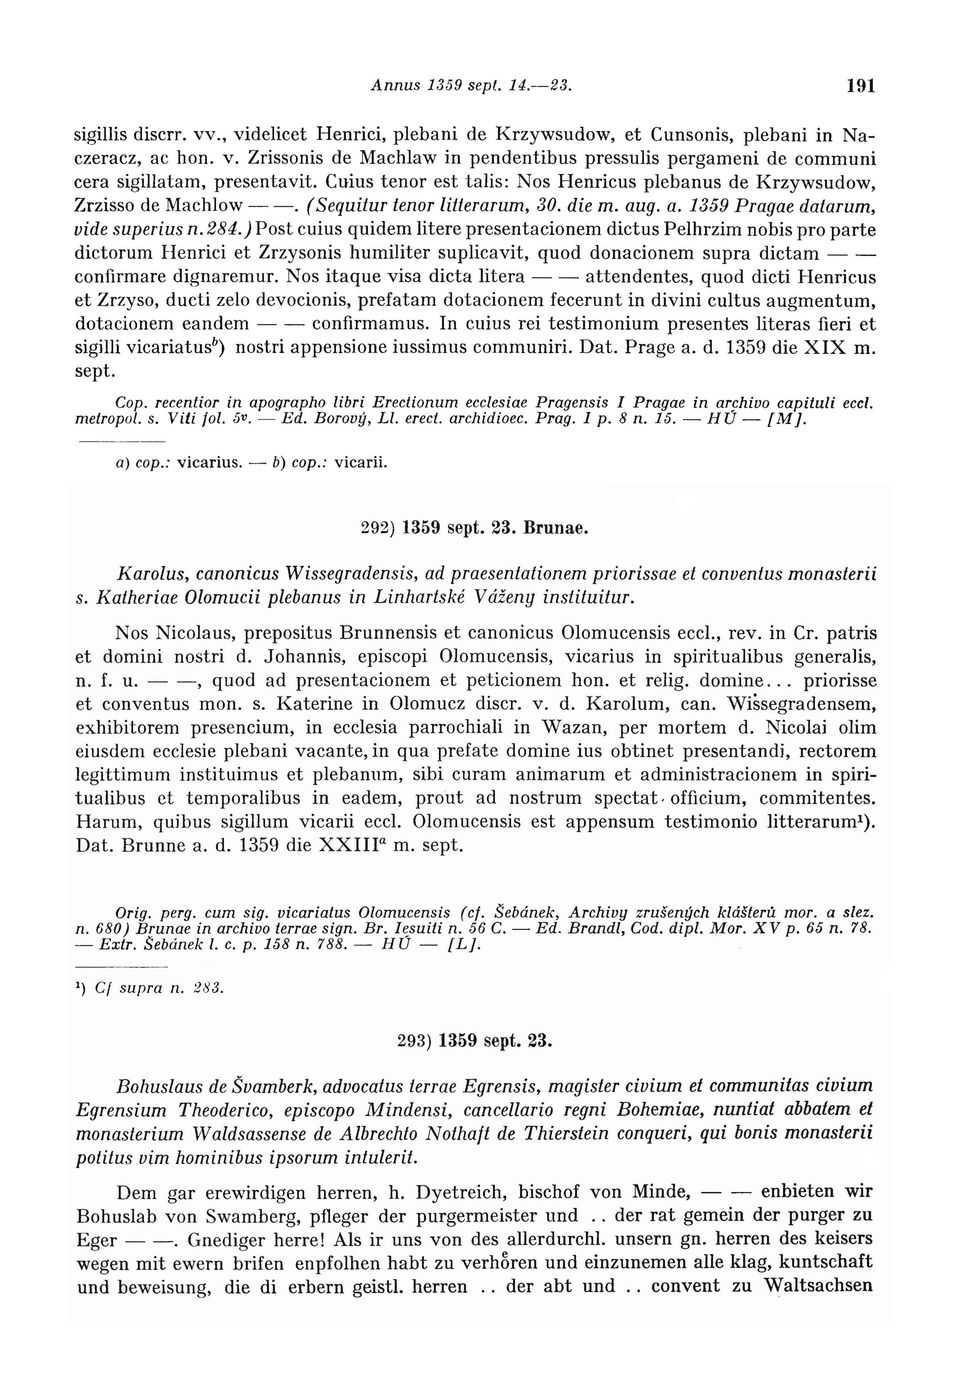 Annus 1359 sept. 14.—23. 191
sigillis discrr. vv., videlicet Henrici, plebani de Krzywsudow, et Cunsonis, plebani in Na-
czeracz, ac hon. v. Zrissonis de Machlaw in pendentibus pressulis pergameni de communi
cera sigillatam, presentavit. Cuius tenor est talis: Nos Henricus plebanus de Krzywsudow,
Zrzisso de Machlow — —. (Sequitur tenor litterarum, 30. die m. aug. a. 1359 Pragae datarum,
vide superius n. 284.) Post cuius quidem litere presentacionem dictus Pelhrzim nobis pro parte
dictorum Henrici et Zrzysonis humiliter suplicavit, quod donacionem supra dictam — —
confirmare dignaremur. Nos itaque visa dicta litera — — attendentes, quod dicti Henricus
et Zrzyso, ducti zelo devocionis, prefatam dotacionem fecerunt in divini cultus augmentum,
dotacionem eandem — — confirmamus. In cuius rei testimonium presentes literas fieri et
sigilli vicariatusᵇ) nostri appensione iussimus communiri. Dat. Prage a. d. 1359 die XIX m.
sept.
Cop. recentior in apographo libri Erectionum ecclesiae Pragensis I Pragae in archivo capituli eccl.
metropol. s. Viti fol. 5ᵛ. — Ed. Borový, Ll. erect. archidioec. Prag. I p. 8 n. 15. — HÚ — [M].
a) cop.: vicarius. — b) cop.: vicarii.
292) 1359 sept. 23. Brunae.
Karolus, canonicus Wissegradensis, ad praesentationem priorissae et conventus monasterii
s. Katheriae Olomucii plebanus in Linhartské Váženy instituitur.
Nos Nicolaus, prepositus Brunnensis et canonicus Olomucensis eccl., rev. in Cr. patris
et domini nostri d. Johannis, episcopi Olomucensis, vicarius in spiritualibus generalis,
n. f. u. — —, quod ad presentacionem et peticionem hon. et relig. domine... priorisse
et conventus mon. s. Katerine in Olomucz discr. v. d. Karolum, can. Wissegradensem,
exhibitorem presencium, in ecclesia parrochiali in Wazan, per mortem d. Nicolai olim
eiusdem ecclesie plebani vacante, in qua prefate domine ius obtinet presentandi, rectorem
legittimum instituimus et plebanum, sibi curam animarum et administracionem in spiri-
tualibus et temporalibus in eadem, prout ad nostrum spectat officium, commitentes.
Harum, quibus sigillum vicarii eccl. Olomucensis est appensum testimonio litterarum¹).
Dat. Brunne a. d. 1359 die XXIIIᵃ m. sept.
Orig. perg. cum sig. vicariatus Olomucensis (cf. Šebánek, Archivy zrušených klášterů mor. a slez.
n. 680) Brunae in archivo terrae sign. Br. Iesuiti n. 56 C. — Ed. Brandl, Cod. dipl. Mor. XV p. 65 n. 78.
— Extr. Šebánek l. c. p. 158 n. 788. — HÚ — [L].
¹) Cf supra n. 283.
293) 1359 sept. 23.
Bohuslaus de Švamberk, advocatus terrae Egrensis, magister civium et communitas civium
Egrensium Theoderico, episcopo Mindensi, cancellario regni Bohemiae, nuntiat abbatem et
monasterium Waldsassense de Albrechto Nothaft de Thierstein conqueri, qui bonis monasterii
potitus vim hominibus ipsorum intulerit.
Dem gar erewirdigen herren, h. Dyetreich, bischof von Minde, — — enbieten wir
Bohuslab von Swamberg, pfleger der purgermeister und .. der rat gemein der purger zu
Eger — —. Gnediger herre! Als ir uns von des allerdurchl. unsern gn. herren des keisers
wegen mit ewern brifen enpfolhen habt zu verhoͤren und einzunemen alle klag, kuntschaft
und beweisung, die di erbern geistl. herren .. der abt und .. convent zu Waltsachsen